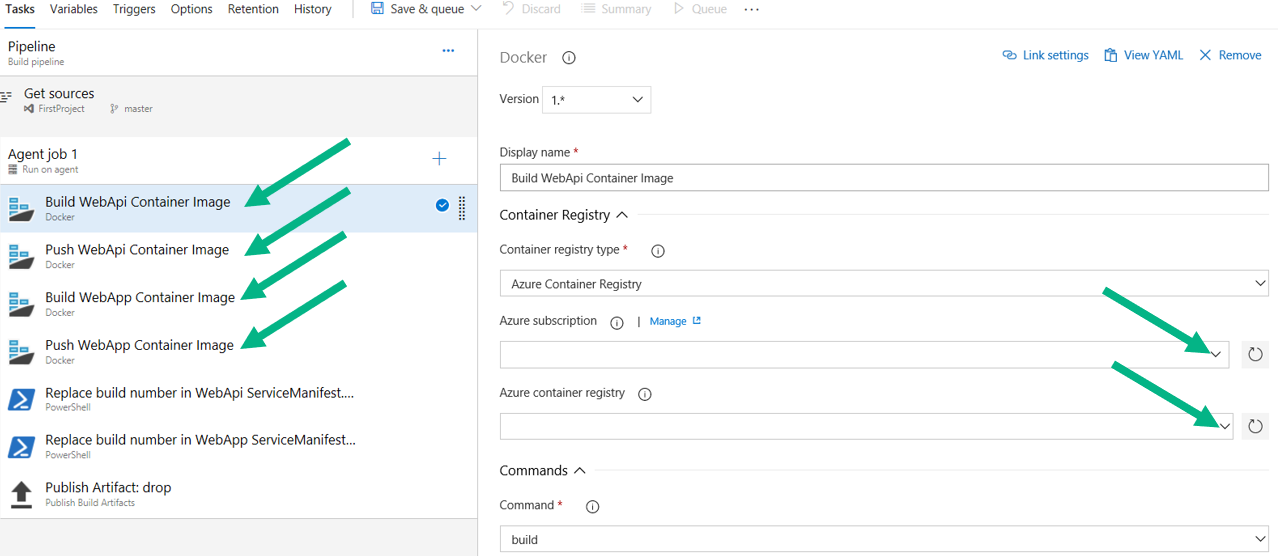 Tasks Variables Triggers Options Retention History Save & queue Discard Summary Queue ...
Pipeline
Build pipeline
Get sources
FirstProject master
Agent job 1
Run on agent
Build WebApi Container Image
Docker
Push WebApi Container Image
Docker
Build WebApp Container Image
Docker
Push WebApp Container Image
Docker
Replace build number in WebApi ServiceManifest....
PowerShell
Replace build number in WebApp ServiceManifest...
PowerShell
Publish Artifact: drop
Publish Build Artifacts
Docker Link settings View YAML Remove
Version 1.*
Display name *
Build WebApi Container Image
Container Registry
Container registry type *
Azure Container Registry
Azure subscription | Manage
Azure container registry
Commands
Command *
build